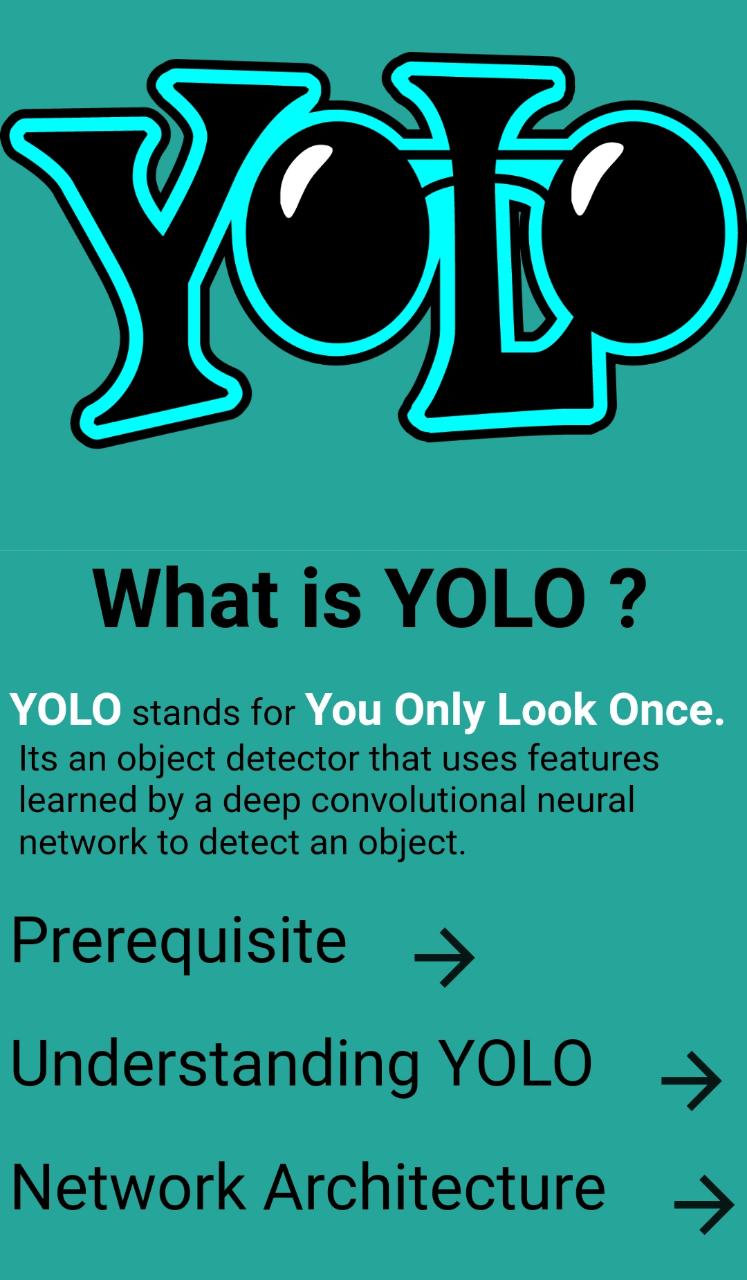 YOLO
What is YOLO ?
YOLO stands for You Only Look Once.
Its an object detector that uses features
learned by a deep convolutional neural
network to detect an object.
Prerequisite →
Understanding YOLO →
Network Architecture →